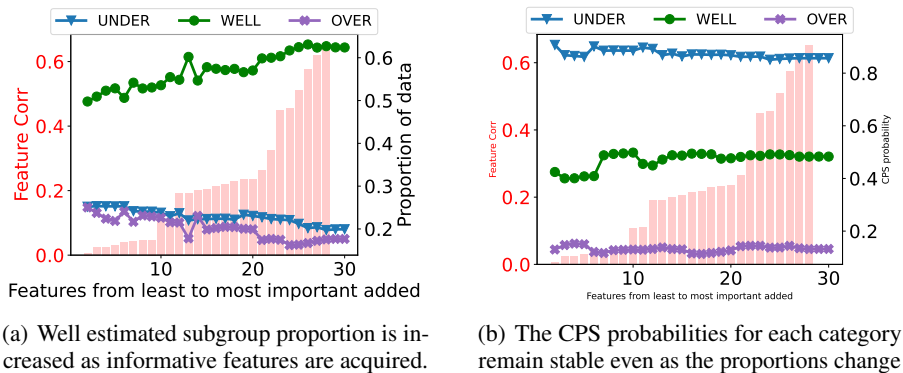 UNDER WELL OVER
Feature Corr
0.6
0.4
0.2
0.0
0.6
0.5
0.4
0.3
0.2
Proportion of data
10 20 30
Features from least to most important added
(a) Well estimated subgroup proportion is in-
creased as informative features are acquired.
UNDER WELL OVER
Feature Corr
0.6
0.4
0.2
0.0
0.8
0.6
0.4
0.2
CPS probability
10 20 30
Features from least to most important added
(b) The CPS probabilities for each category
remain stable even as the proportions change